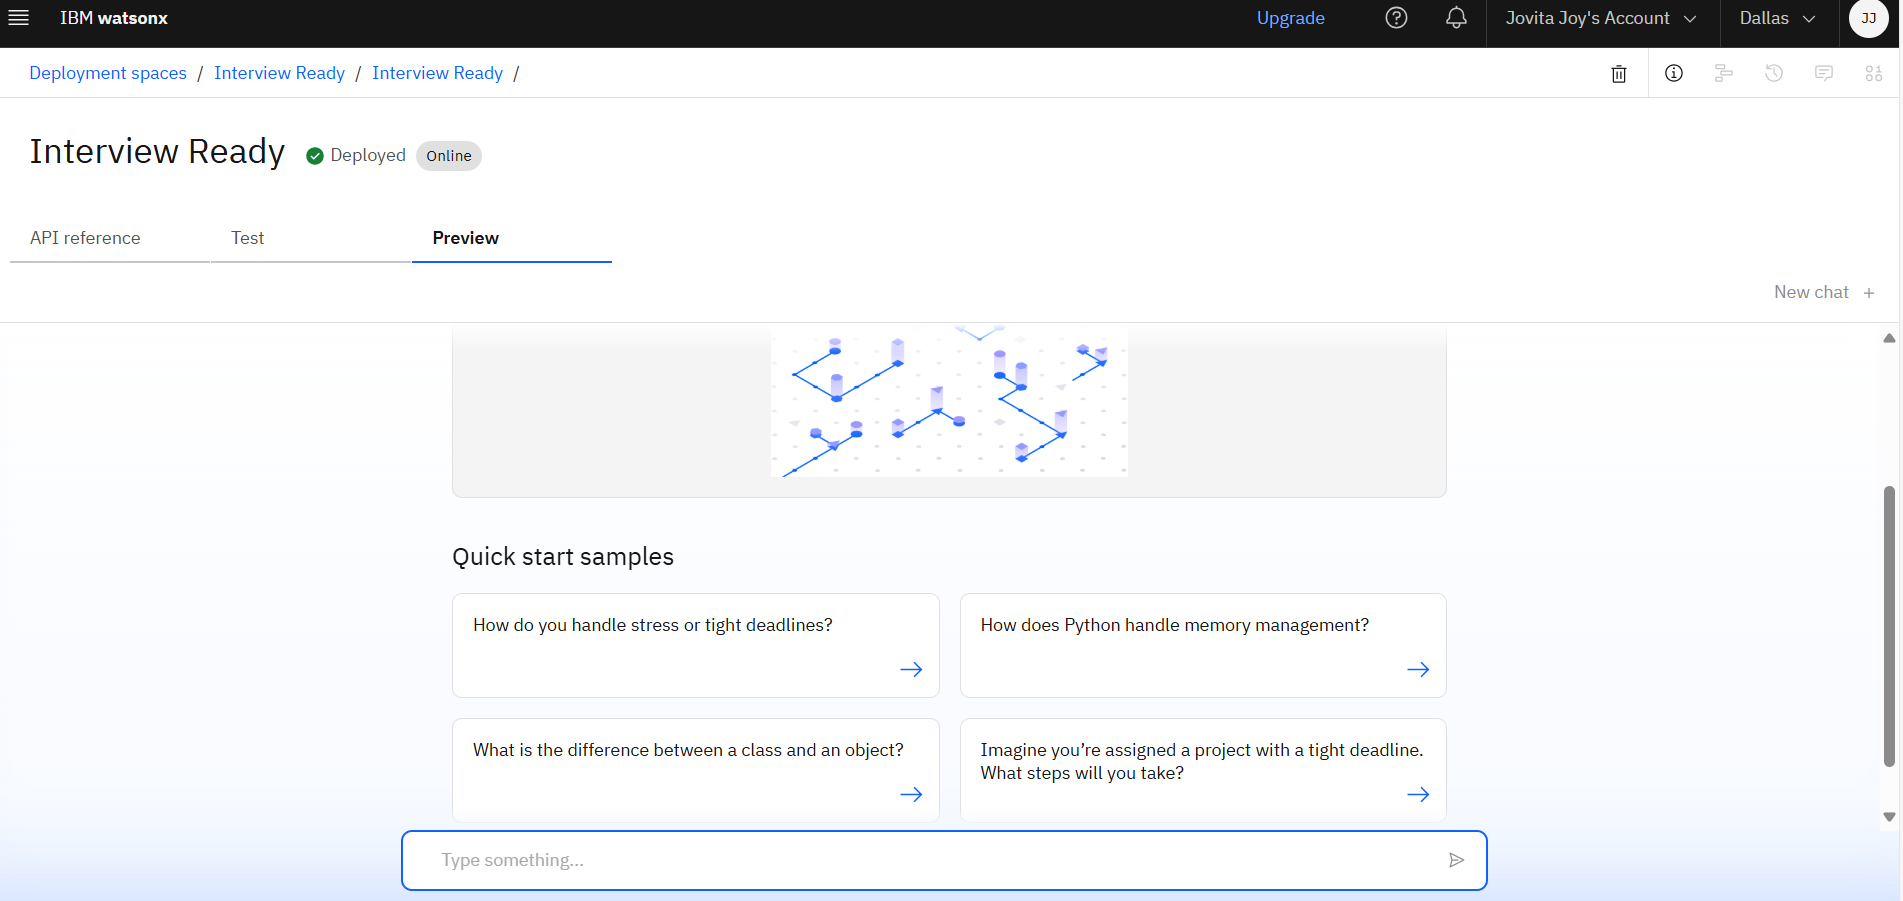 IBM watsonx
Upgrade
Jovita Joy's Account
Dallas
JJ
Deployment spaces / Interview Ready / Interview Ready /
Interview Ready
Deployed
Online
API reference
Test
Preview
New chat +
Quick start samples
How do you handle stress or tight deadlines?
How does Python handle memory management?
What is the difference between a class and an object?
Imagine you’re assigned a project with a tight deadline.
What steps will you take?
Type something...